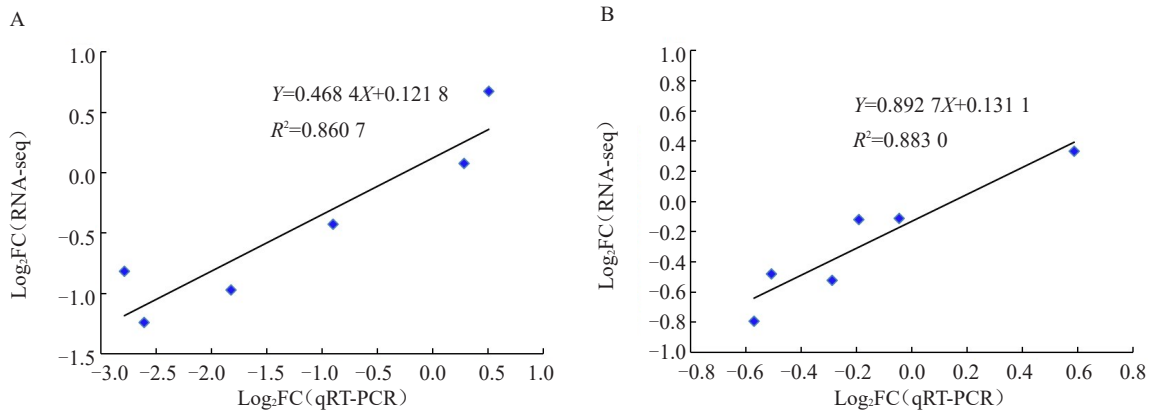 A
1.0
0.5
0.0
−0.5
−1.0
−1.5
−3.0 −2.5 −2.0 −1.5 −1.0 −0.5 0.0 0.5 1.0
Log₂FC(RNA-seq)
Log₂FC(qRT-PCR)
Y=0.468 4X+0.121 8
R²=0.860 7
B
1.0
0.8
0.6
0.4
0.2
0.0
−0.2
−0.4
−0.6
−0.8
−1.0
−0.8 −0.6 −0.4 −0.2 0.0 0.2 0.4 0.6 0.8
Log₂FC(RNA-seq)
Log₂FC(qRT-PCR)
Y=0.892 7X+0.131 1
R²=0.883 0